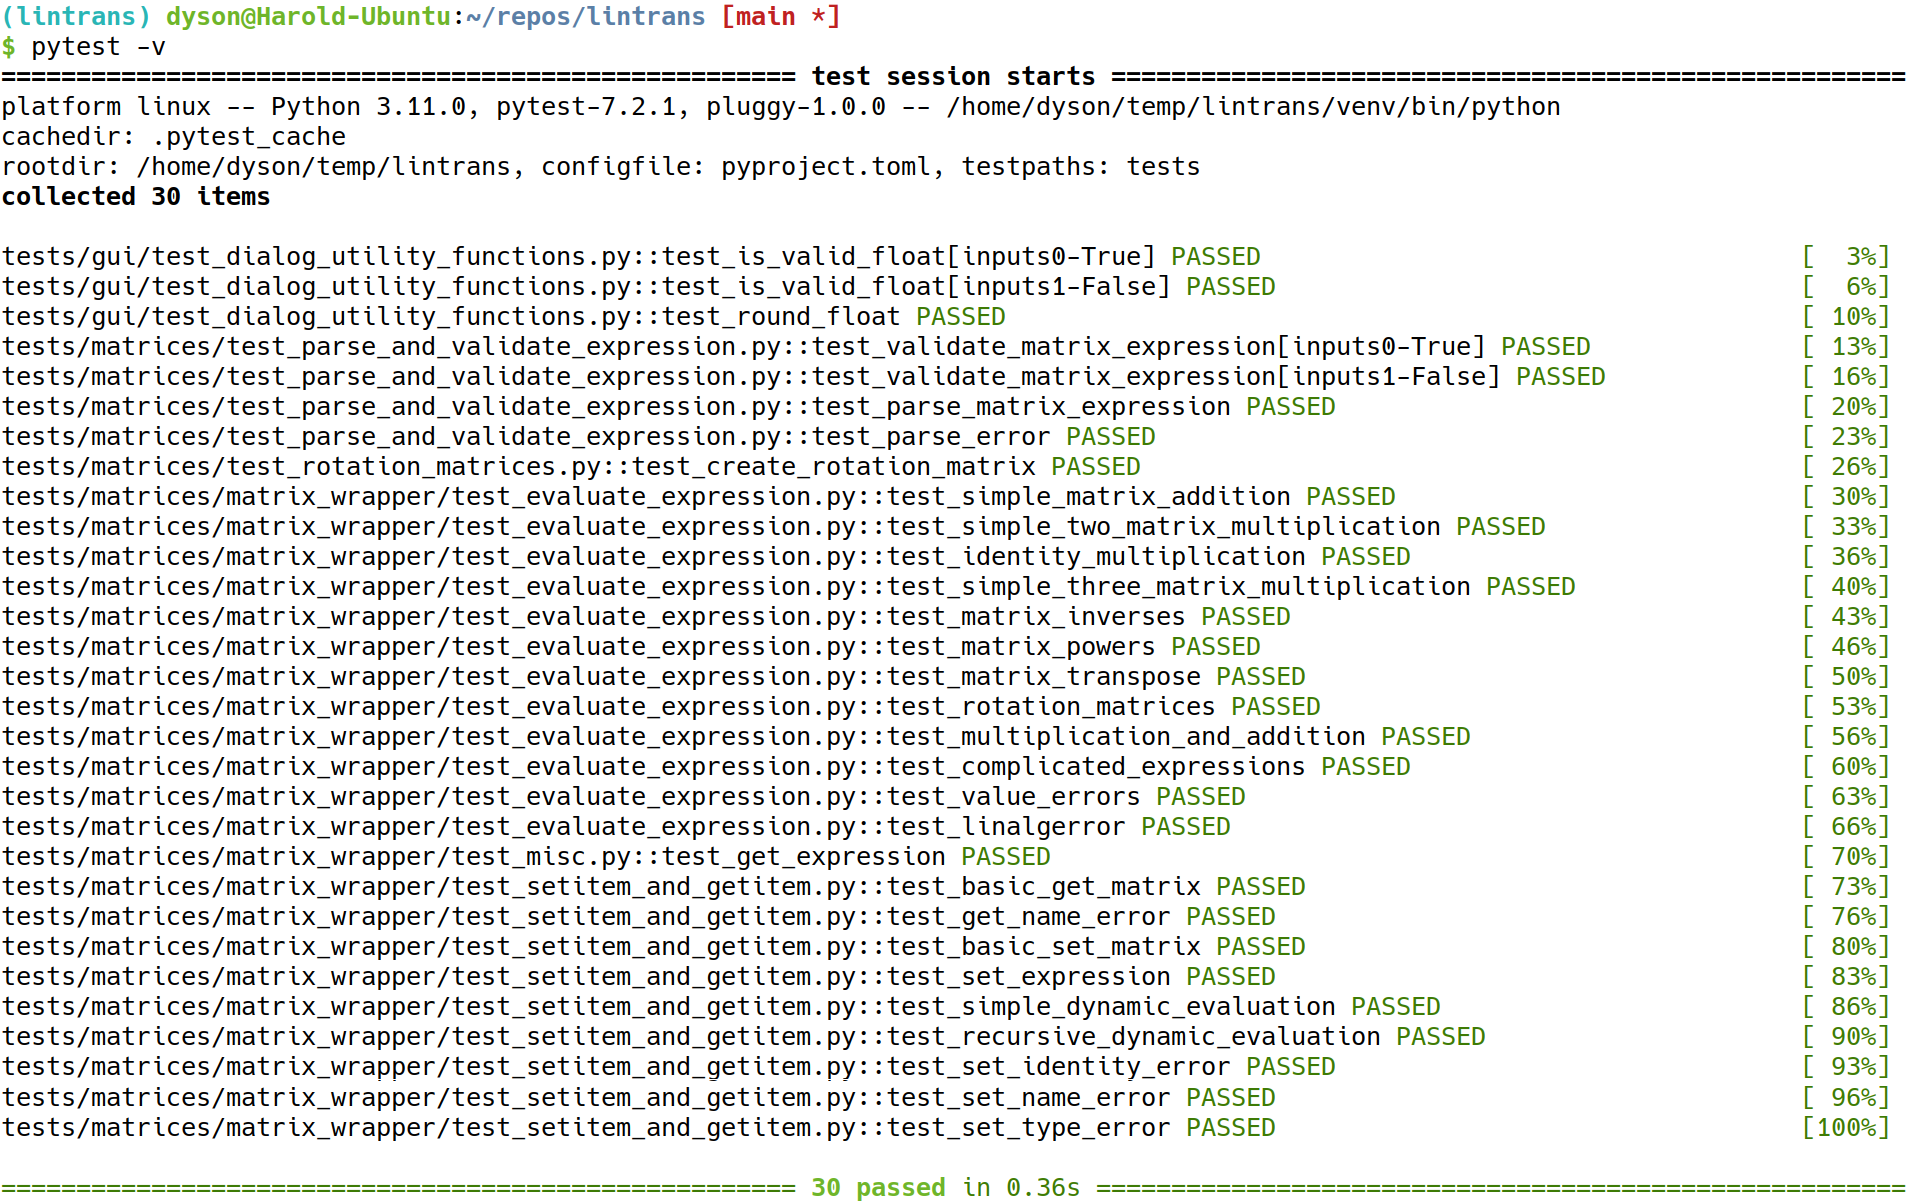 (lintrans) dyson@Harold-Ubuntu:~/repos/lintrans [main *]
$ pytest -v
===================================================== test session starts =====================================================
platform linux -- Python 3.11.0, pytest-7.2.1, pluggy-1.0.0 -- /home/dyson/temp/lintrans/venv/bin/python
cachedir: .pytest_cache
rootdir: /home/dyson/temp/lintrans, configfile: pyproject.toml, testpaths: tests
collected 30 items

tests/gui/test_dialog_utility_functions.py::test_is_valid_float[inputs0-True] PASSED                                    [  3%]
tests/gui/test_dialog_utility_functions.py::test_is_valid_float[inputs1-False] PASSED                                   [  6%]
tests/gui/test_dialog_utility_functions.py::test_round_float PASSED                                                     [ 10%]
tests/matrices/test_parse_and_validate_expression.py::test_validate_matrix_expression[inputs0-True] PASSED              [ 13%]
tests/matrices/test_parse_and_validate_expression.py::test_validate_matrix_expression[inputs1-False] PASSED             [ 16%]
tests/matrices/test_parse_and_validate_expression.py::test_parse_matrix_expression PASSED                               [ 20%]
tests/matrices/test_parse_and_validate_expression.py::test_parse_error PASSED                                           [ 23%]
tests/matrices/test_rotation_matrices.py::test_create_rotation_matrix PASSED                                            [ 26%]
tests/matrices/matrix_wrapper/test_evaluate_expression.py::test_simple_matrix_addition PASSED                           [ 30%]
tests/matrices/matrix_wrapper/test_evaluate_expression.py::test_simple_two_matrix_multiplication PASSED                 [ 33%]
tests/matrices/matrix_wrapper/test_evaluate_expression.py::test_identity_multiplication PASSED                          [ 36%]
tests/matrices/matrix_wrapper/test_evaluate_expression.py::test_simple_three_matrix_multiplication PASSED               [ 40%]
tests/matrices/matrix_wrapper/test_evaluate_expression.py::test_matrix_inverses PASSED                                  [ 43%]
tests/matrices/matrix_wrapper/test_evaluate_expression.py::test_matrix_powers PASSED                                    [ 46%]
tests/matrices/matrix_wrapper/test_evaluate_expression.py::test_matrix_transpose PASSED                                 [ 50%]
tests/matrices/matrix_wrapper/test_evaluate_expression.py::test_rotation_matrices PASSED                                [ 53%]
tests/matrices/matrix_wrapper/test_evaluate_expression.py::test_multiplication_and_addition PASSED                      [ 56%]
tests/matrices/matrix_wrapper/test_evaluate_expression.py::test_complicated_expressions PASSED                          [ 60%]
tests/matrices/matrix_wrapper/test_evaluate_expression.py::test_value_errors PASSED                                     [ 63%]
tests/matrices/matrix_wrapper/test_evaluate_expression.py::test_linalgerror PASSED                                      [ 66%]
tests/matrices/matrix_wrapper/test_misc.py::test_get_expression PASSED                                                  [ 70%]
tests/matrices/matrix_wrapper/test_setitem_and_getitem.py::test_basic_get_matrix PASSED                                 [ 73%]
tests/matrices/matrix_wrapper/test_setitem_and_getitem.py::test_get_name_error PASSED                                   [ 76%]
tests/matrices/matrix_wrapper/test_setitem_and_getitem.py::test_basic_set_matrix PASSED                                 [ 80%]
tests/matrices/matrix_wrapper/test_setitem_and_getitem.py::test_set_expression PASSED                                   [ 83%]
tests/matrices/matrix_wrapper/test_setitem_and_getitem.py::test_simple_dynamic_evaluation PASSED                        [ 86%]
tests/matrices/matrix_wrapper/test_setitem_and_getitem.py::test_recursive_dynamic_evaluation PASSED                     [ 90%]
tests/matrices/matrix_wrapper/test_setitem_and_getitem.py::test_set_identity_error PASSED                               [ 93%]
tests/matrices/matrix_wrapper/test_setitem_and_getitem.py::test_set_name_error PASSED                                   [ 96%]
tests/matrices/matrix_wrapper/test_setitem_and_getitem.py::test_set_type_error PASSED                                   [100%]

===================================================== 30 passed in 0.36s ======================================================